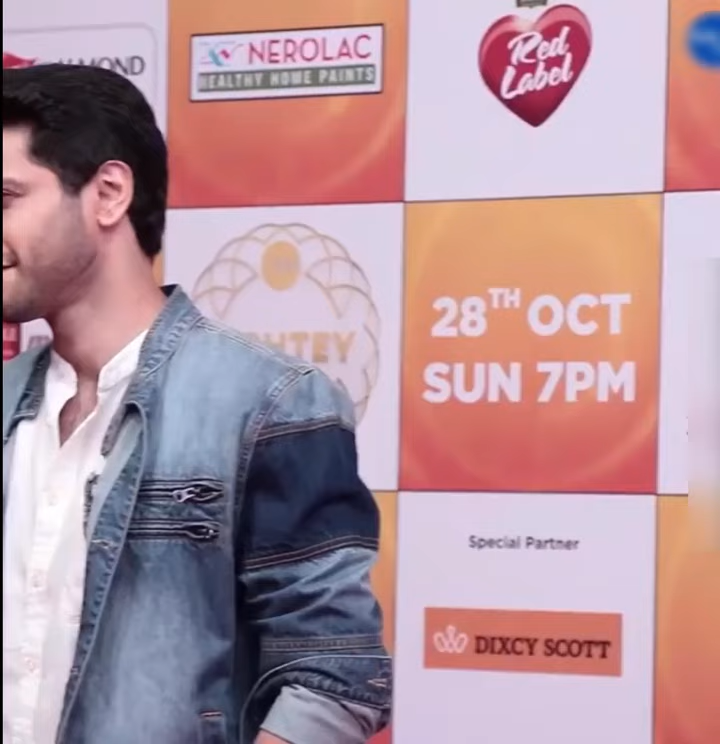 NEROLAC
HEALTHY HOME PAINTS
Red
Label
28TH OCT
SUN 7PM
Special Partner
DIXCY SCOTT